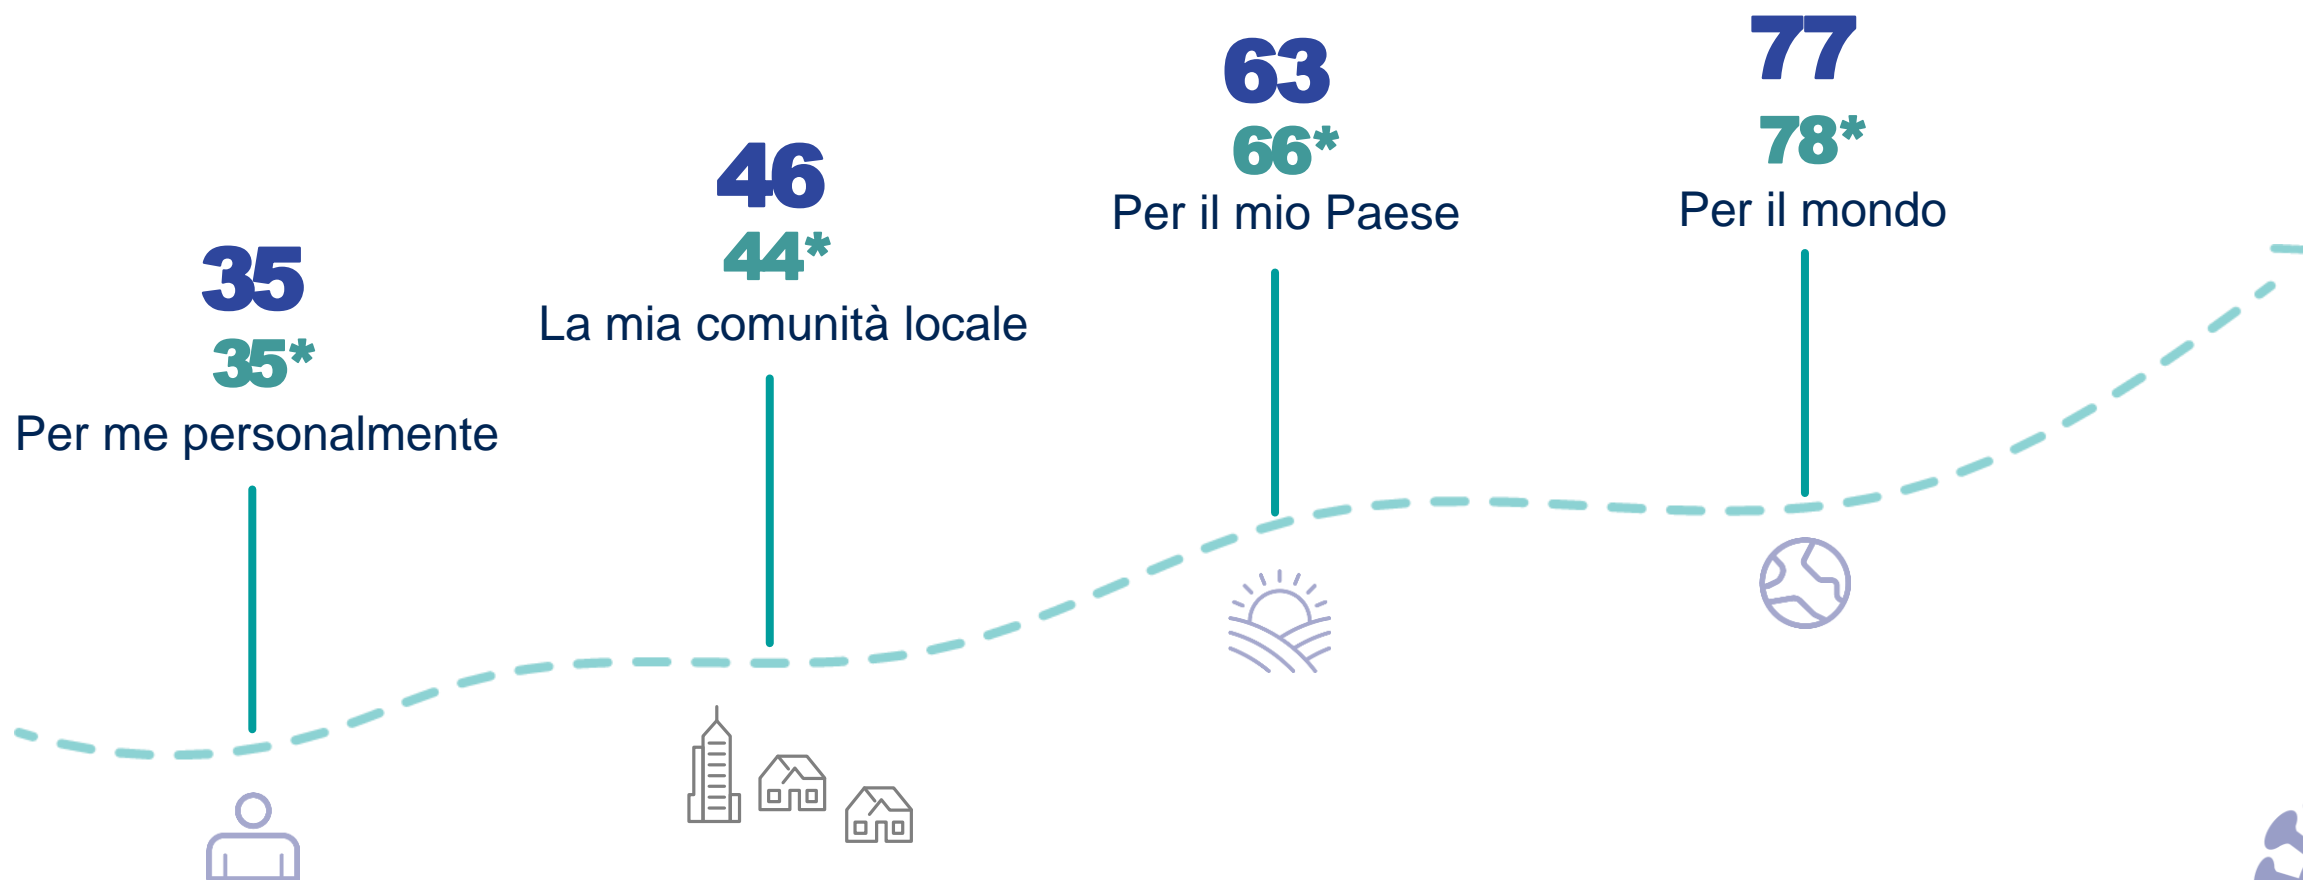 35
35*
Per me personalmente
46
44*
La mia comunità locale
63
66*
Per il mio Paese
77
78*
Per il mondo